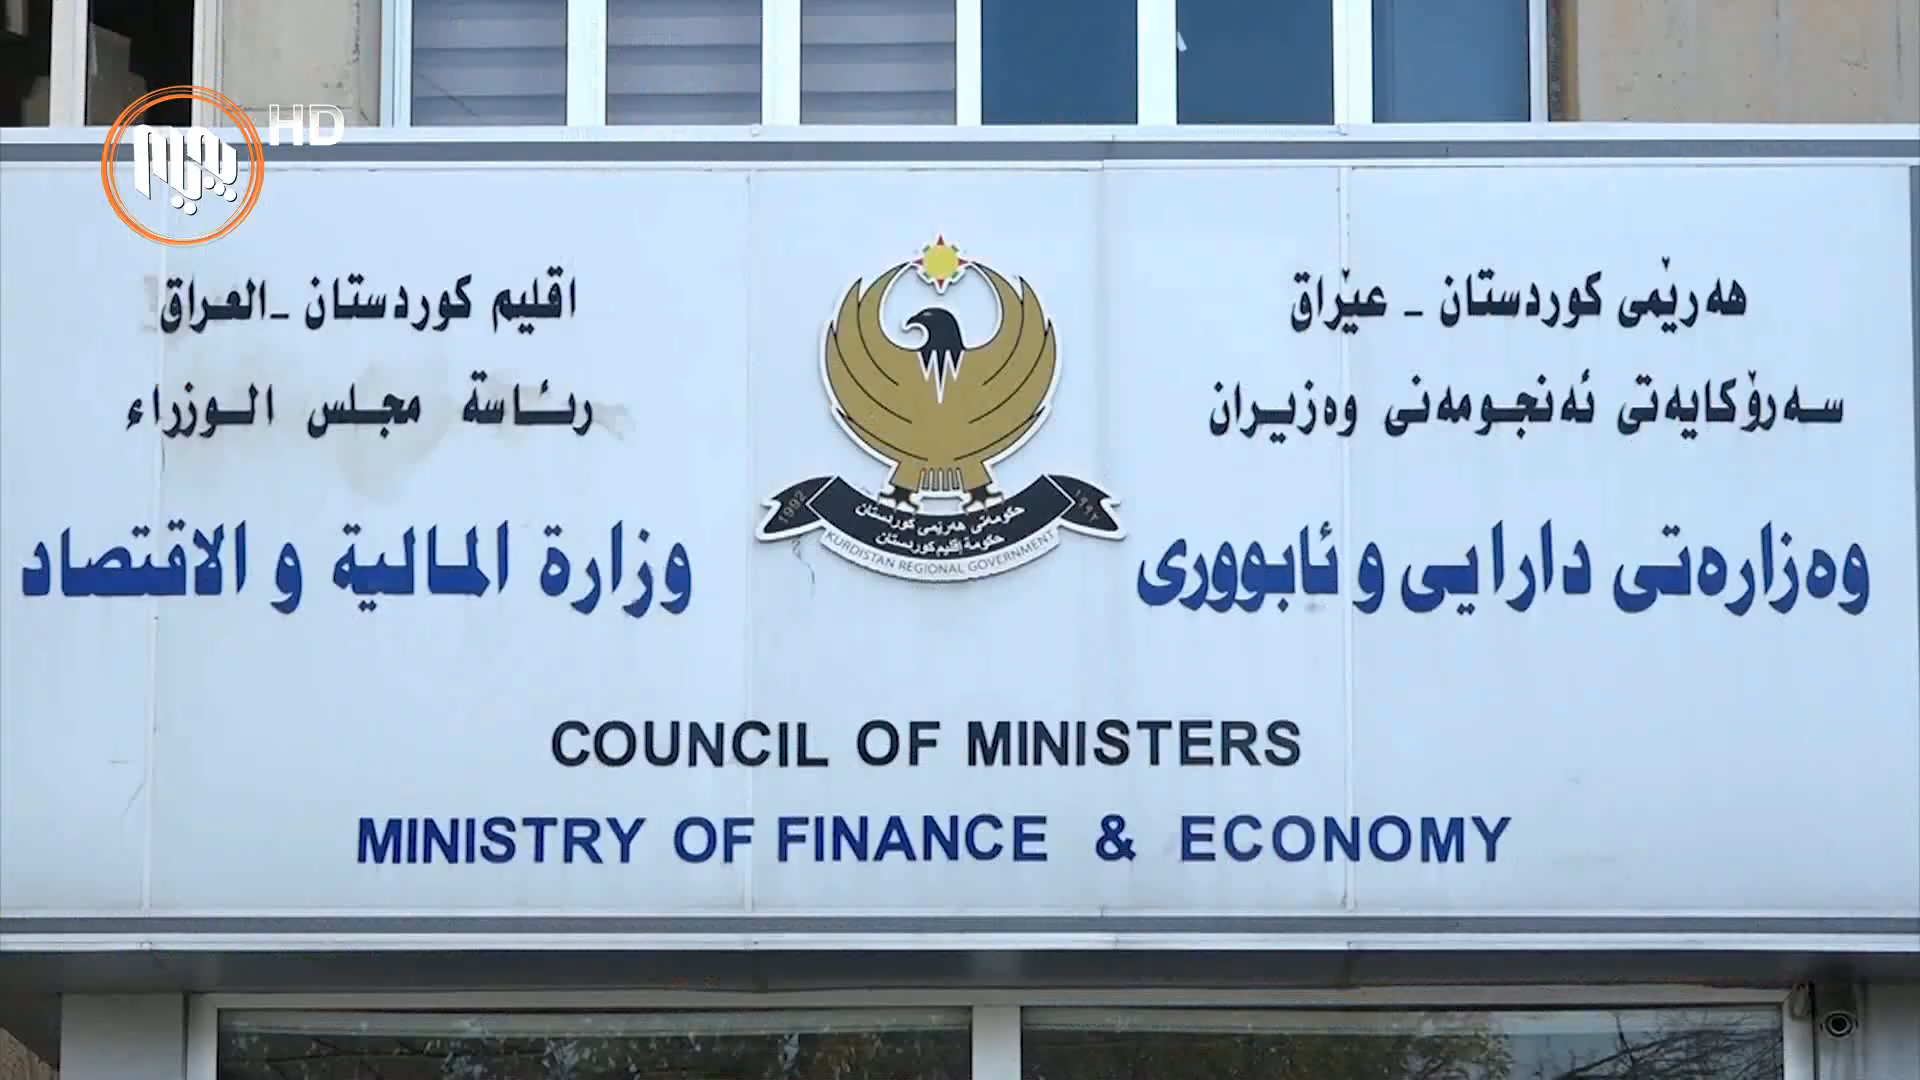 HD
هەرێمی کوردستان - عێراق
سەرۆکایەتی ئەنجومەنی وەزیران
وەزارەتی دارایی و ئابووری
اقليم كوردستان - العراق
رئاسة مجلس الوزراء
وزارة المالية و الاقتصاد
1992
١٩٩٢
حکومەتی هەرێمی کوردستان
حكومة إقليم كوردستان
KURDISTAN REGIONAL GOVERNMENT
COUNCIL OF MINISTERS
MINISTRY OF FINANCE & ECONOMY